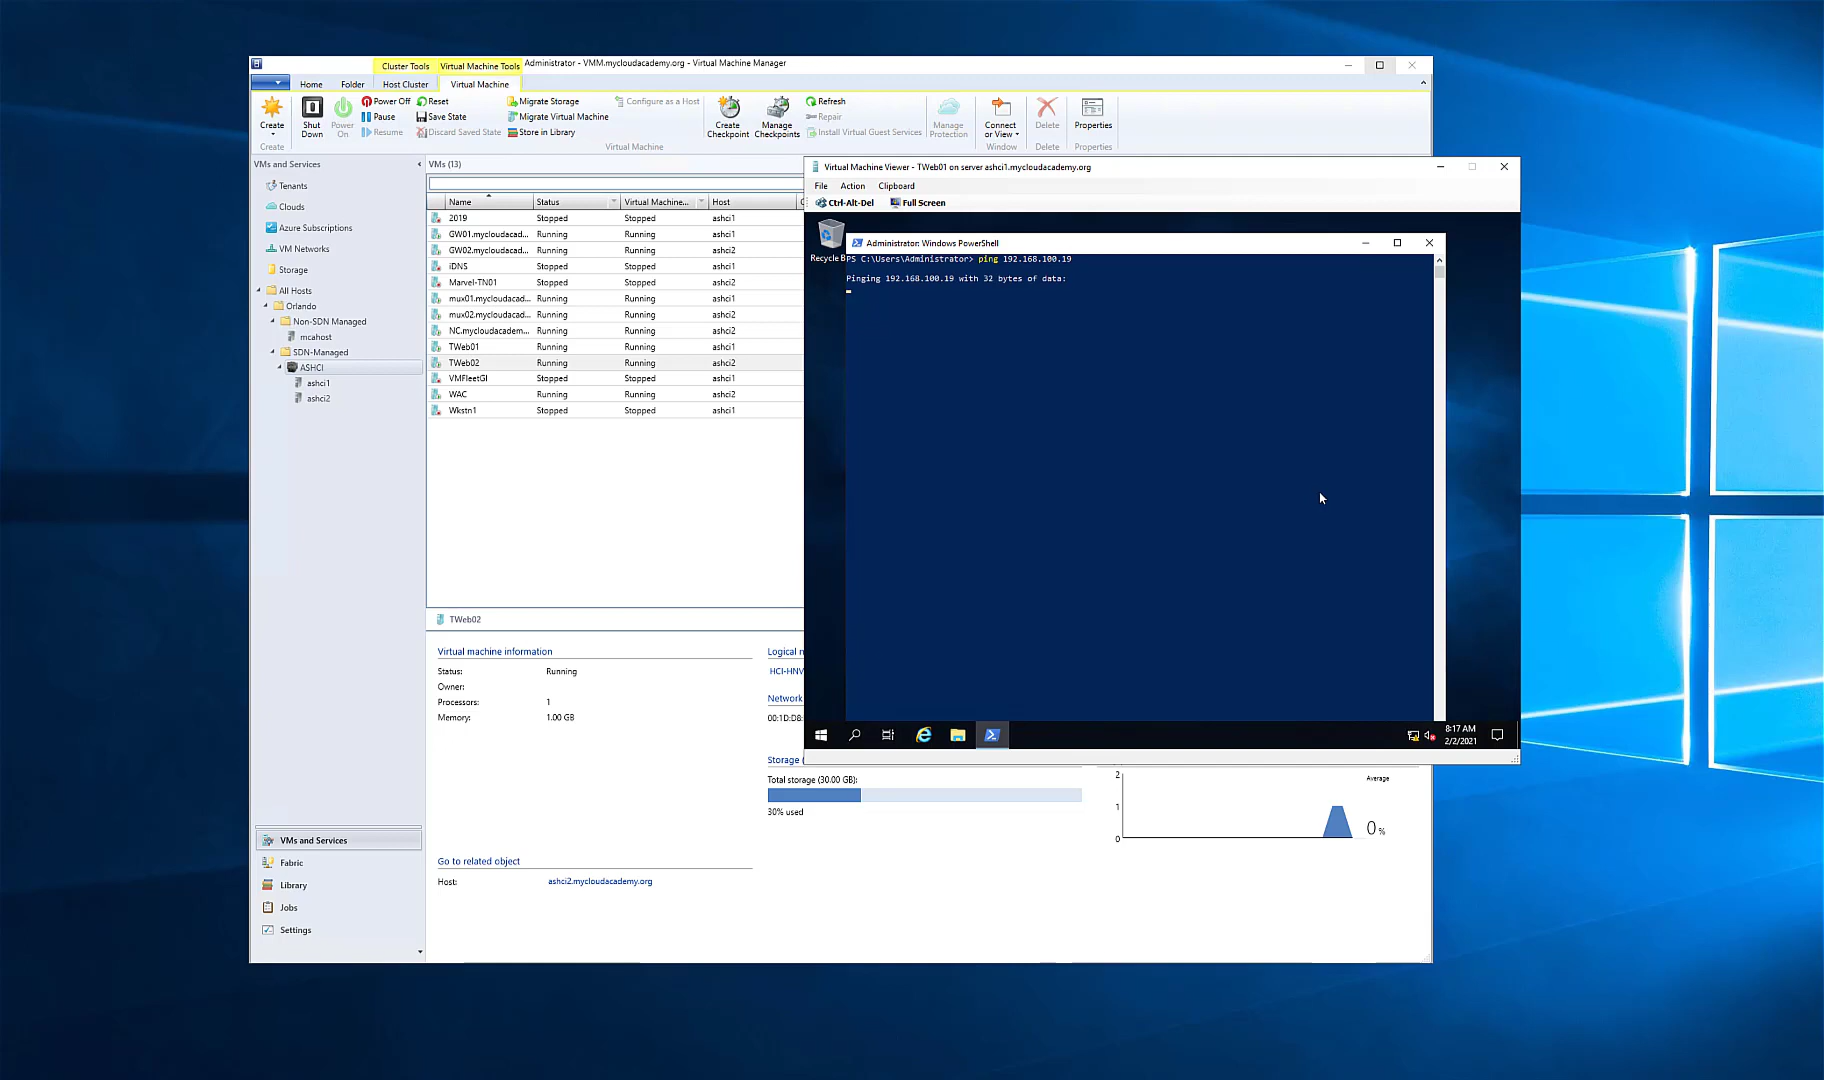 Cluster Tools Virtual Machine Tools Administrator - VMM.mycloudacademy.org - Virtual Machine Manager
Home Folder Host Cluster Virtual Machine
Create
Shut Down
Power On
Power Off
Pause
Resume
Reset
Save State
Discard Saved State
Migrate Storage
Migrate Virtual Machine
Store in Library
Configure as a Host
Create Checkpoint
Manage Checkpoints
Refresh
Repair
Install Virtual Guest Services
Manage Protection
Connect or View
Delete
Properties
Create Virtual Machine Window Delete Properties
VMs and Services
Tenants
Clouds
Azure Subscriptions
VM Networks
Storage
All Hosts
Orlando
Non-SDN Managed
mcahost
SDN-Managed
ASHCI
ashci1
ashci2
VMs and Services
Fabric
Library
Jobs
Settings
VMs (13)
Name Status Virtual Machine... Host
2019 Stopped Stopped ashci1
GW01.mycloudacad... Running Running ashci1
GW02.mycloudacad... Running Running ashci2
iDNS Stopped Stopped ashci1
Marvel-TN01 Stopped Stopped ashci2
mux01.mycloudacad... Running Running ashci1
mux02.mycloudacad... Running Running ashci2
NC.mycloudacadem... Running Running ashci2
TWeb01 Running Running ashci1
TWeb02 Running Running ashci2
VMFleetGI Stopped Stopped ashci1
WAC Running Running ashci2
Wkstn1 Stopped Stopped ashci1
TWeb02
Virtual machine information
Status: Running
Owner:
Processors: 1
Memory: 1.00 GB
Go to related object
Host: ashci2.mycloudacademy.org
Logical n
HCI-HNV
Network
00:1D:D8:
Storage (
Total storage (30.00 GB):
30% used
2
1
0
Average
0 %
Virtual Machine Viewer - TWeb01 on server ashci1.mycloudacademy.org
File Action Clipboard
Ctrl-Alt-Del Full Screen
Recycle B
Administrator: Windows PowerShell
PS C:\Users\Administrator> ping 192.168.100.19
Pinging 192.168.100.19 with 32 bytes of data:
8:17 AM
2/2/2021